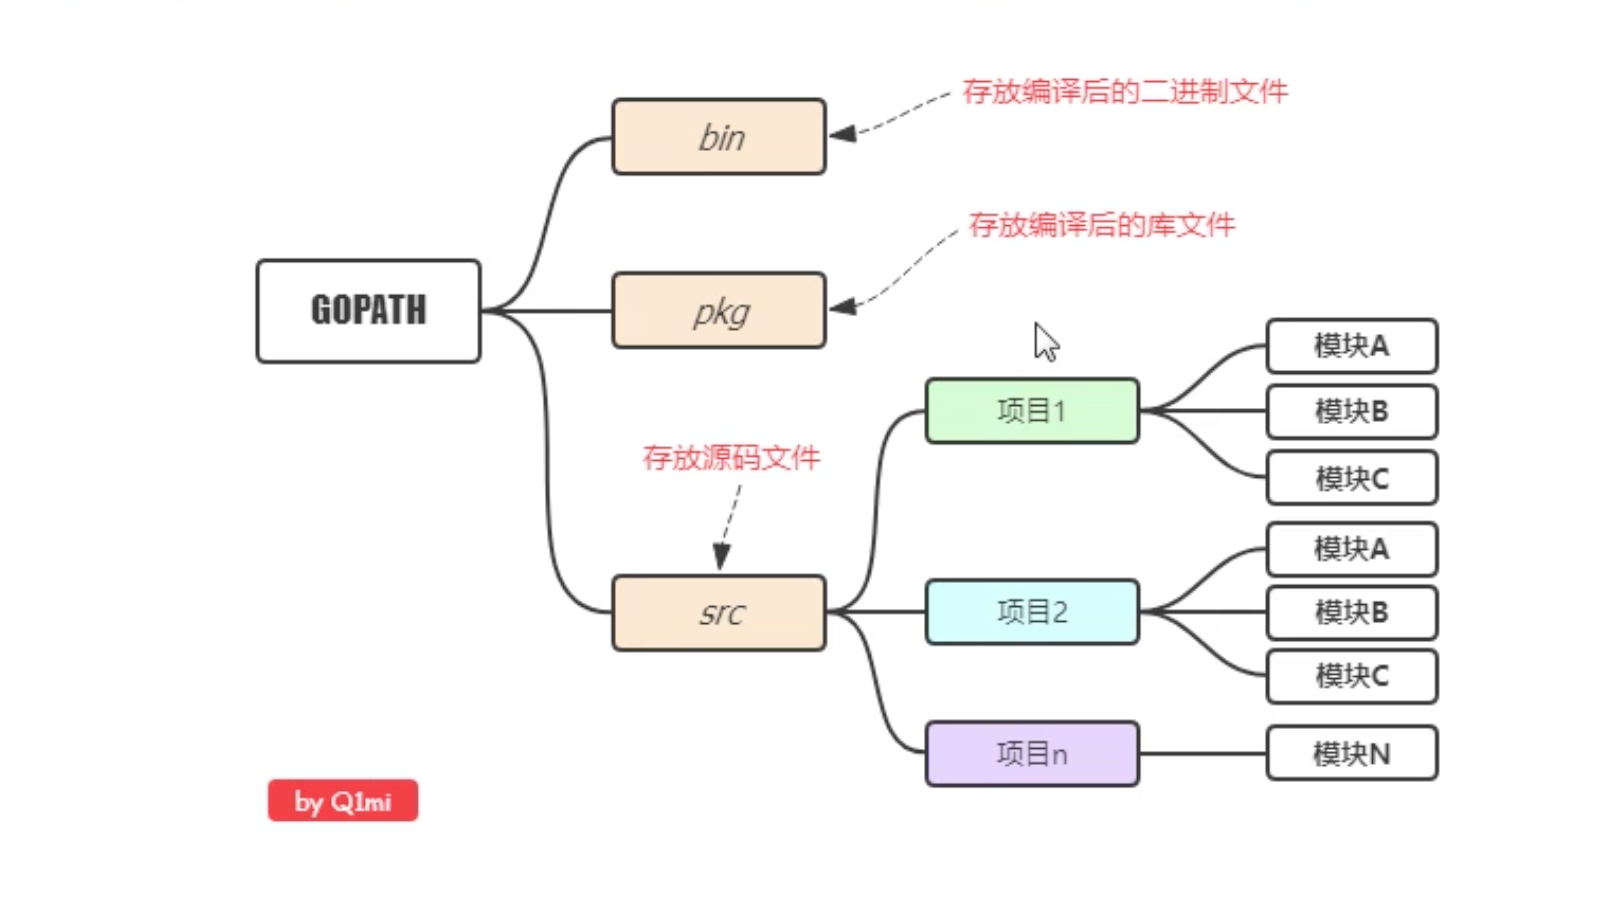 存放编译后的二进制文件
bin
存放编译后的库文件
GOPATH
pkg
模块A
项目1
模块B
存放源码文件
模块C
模块A
src
项目2
模块B
模块C
项目n
模块N
by Q1mi